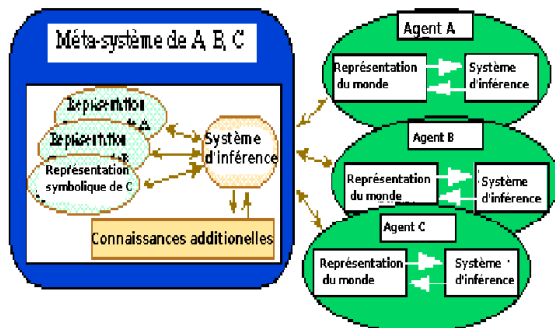 Méta-système de A, B, C
Représentation
A
Représentation
B
Représentation
symbolique de C
Système
d'inférence
Connaissances additionelles
Agent A
Représentation
du monde
Système
d'inférence
Agent B
Représentation
du monde
Système
d'inférence
Agent C
Représentation
du monde
Système
d'inférence